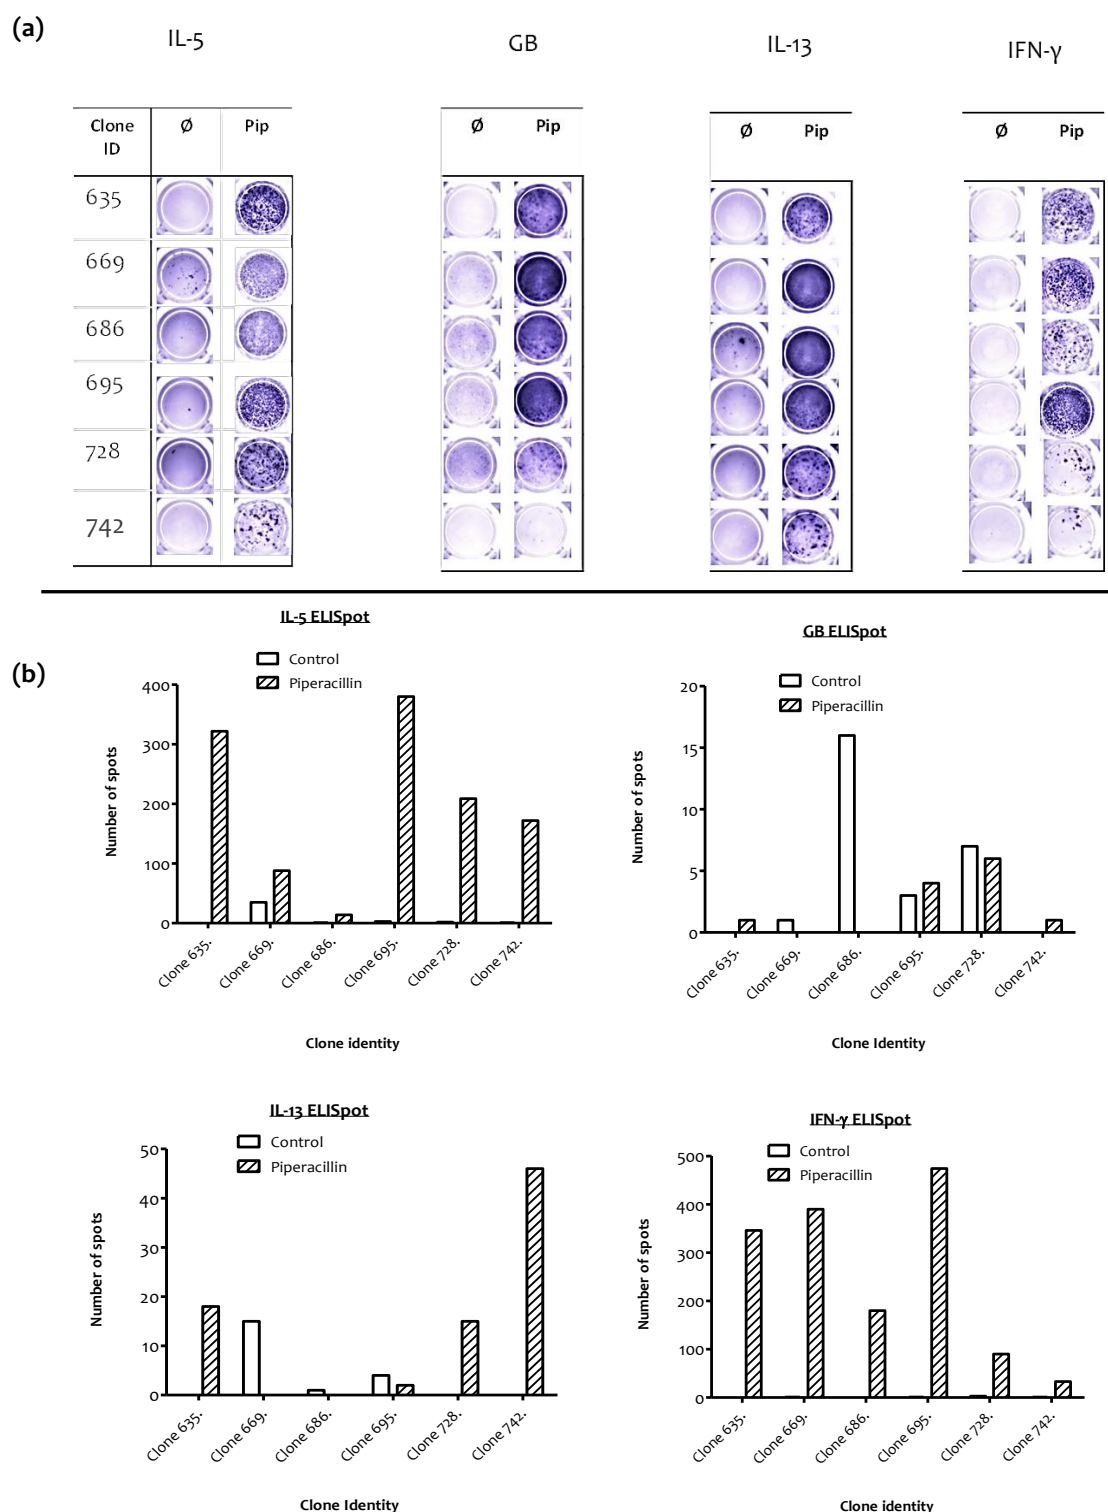 (a)
IL-5 GB IL-13 IFN-γ
Clone ID Ø Pip Ø Pip Ø Pip Ø Pip
635
669
686
695
728
742
(b)
IL-5 ELISpot
Control
Piperacillin
Number of spots
400
300
200
100
0
Clone 635. Clone 669. Clone 686. Clone 695. Clone 728. Clone 742.
Clone identity
GB ELISpot
Control
Piperacillin
Number of spots
20
15
10
5
0
Clone 635. Clone 669. Clone 686. Clone 695. Clone 728. Clone 742.
Clone Identity
IL-13 ELISpot
Control
Piperacillin
Number of spots
50
40
30
20
10
0
Clone 635. Clone 669. Clone 686. Clone 695. Clone 728. Clone 742.
Clone Identity
IFN-γ ELISpot
Control
Piperacillin
Number of spots
500
400
300
200
100
0
Clone 635. Clone 669. Clone 686. Clone 695. Clone 728. Clone 742.
Clone identity